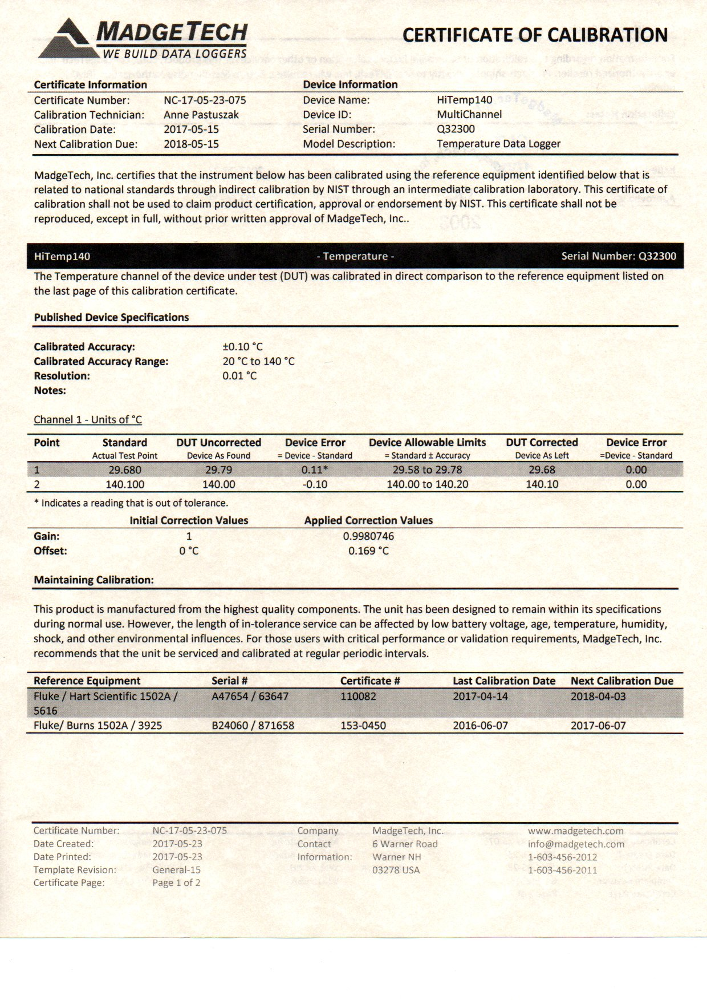 MADGETECH
WE BUILD DATA LOGGERS
CERTIFICATE OF CALIBRATION
Certificate Information Device Information
Certificate Number: NC-17-05-23-075 Device Name: HiTemp140
Calibration Technician: Anne Pastuszak Device ID: MultiChannel
Calibration Date: 2017-05-15 Serial Number: Q32300
Next Calibration Due: 2018-05-15 Model Description: Temperature Data Logger
MadgeTech, Inc. certifies that the instrument below has been calibrated using the reference equipment identified below that is
related to national standards through indirect calibration by NIST through an intermediate calibration laboratory. This certificate of
calibration shall not be used to claim product certification, approval or endorsement by NIST. This certificate shall not be
reproduced, except in full, without prior written approval of MadgeTech, Inc..
HiTemp140 - Temperature - Serial Number: Q32300
The Temperature channel of the device under test (DUT) was calibrated in direct comparison to the reference equipment listed on
the last page of this calibration certificate.
Published Device Specifications
Calibrated Accuracy: ±0.10 °C
Calibrated Accuracy Range: 20 °C to 140 °C
Resolution: 0.01 °C
Notes:
Channel 1 - Units of °C
Point Standard DUT Uncorrected Device Error Device Allowable Limits DUT Corrected Device Error
Actual Test Point Device As Found = Device - Standard = Standard ± Accuracy Device As Left =Device - Standard
1 29.680 29.79 0.11* 29.58 to 29.78 29.68 0.00
2 140.100 140.00 -0.10 140.00 to 140.20 140.10 0.00
* Indicates a reading that is out of tolerance.
Initial Correction Values Applied Correction Values
Gain: 1 0.9980746
Offset: 0 °C 0.169 °C
Maintaining Calibration:
This product is manufactured from the highest quality components. The unit has been designed to remain within its specifications
during normal use. However, the length of in-tolerance service can be affected by low battery voltage, age, temperature, humidity,
shock, and other environmental influences. For those users with critical performance or validation requirements, MadgeTech, Inc.
recommends that the unit be serviced and calibrated at regular periodic intervals.
Reference Equipment Serial # Certificate # Last Calibration Date Next Calibration Due
Fluke / Hart Scientific 1502A / A47654 / 63647 110082 2017-04-14 2018-04-03
5616
Fluke/ Burns 1502A / 3925 B24060 / 871658 153-0450 2016-06-07 2017-06-07
Certificate Number: NC-17-05-23-075 Company MadgeTech, Inc. www.madgetech.com
Date Created: 2017-05-23 Contact 6 Warner Road info@madgetech.com
Date Printed: 2017-05-23 Information: Warner NH 1-603-456-2012
Template Revision: General-15 03278 USA 1-603-456-2011
Certificate Page: Page 1 of 2